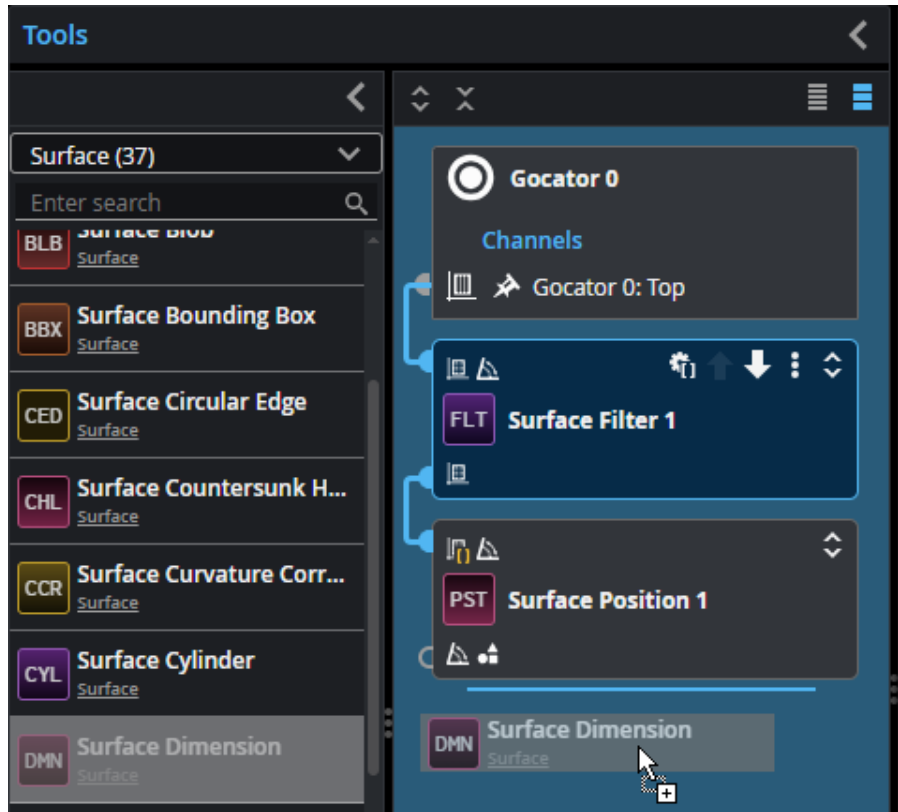 Tools
Surface (37)
Enter search
BLB
Surface Blob
Surface
BBX
Surface Bounding Box
Surface
CED
Surface Circular Edge
Surface
CHL
Surface Countersunk H...
Surface
CCR
Surface Curvature Corr...
Surface
CYL
Surface Cylinder
Surface
DMN
Surface Dimension
Surface
Gocator 0
Channels
Gocator 0: Top
FLT
Surface Filter 1
PST
Surface Position 1
DMN
Surface Dimension
Surface